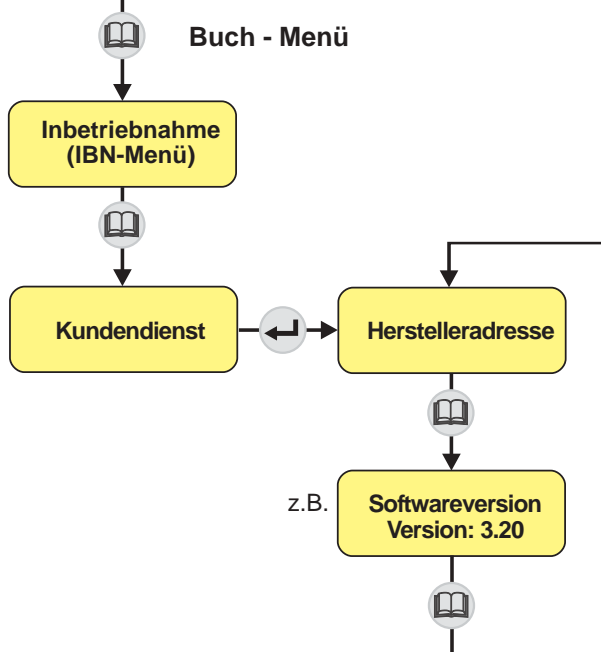 Buch - Menü
Inbetriebnahme
(IBN-Menü)
Kundendienst
Herstelleradresse
z.B.
Softwareversion
Version: 3.20